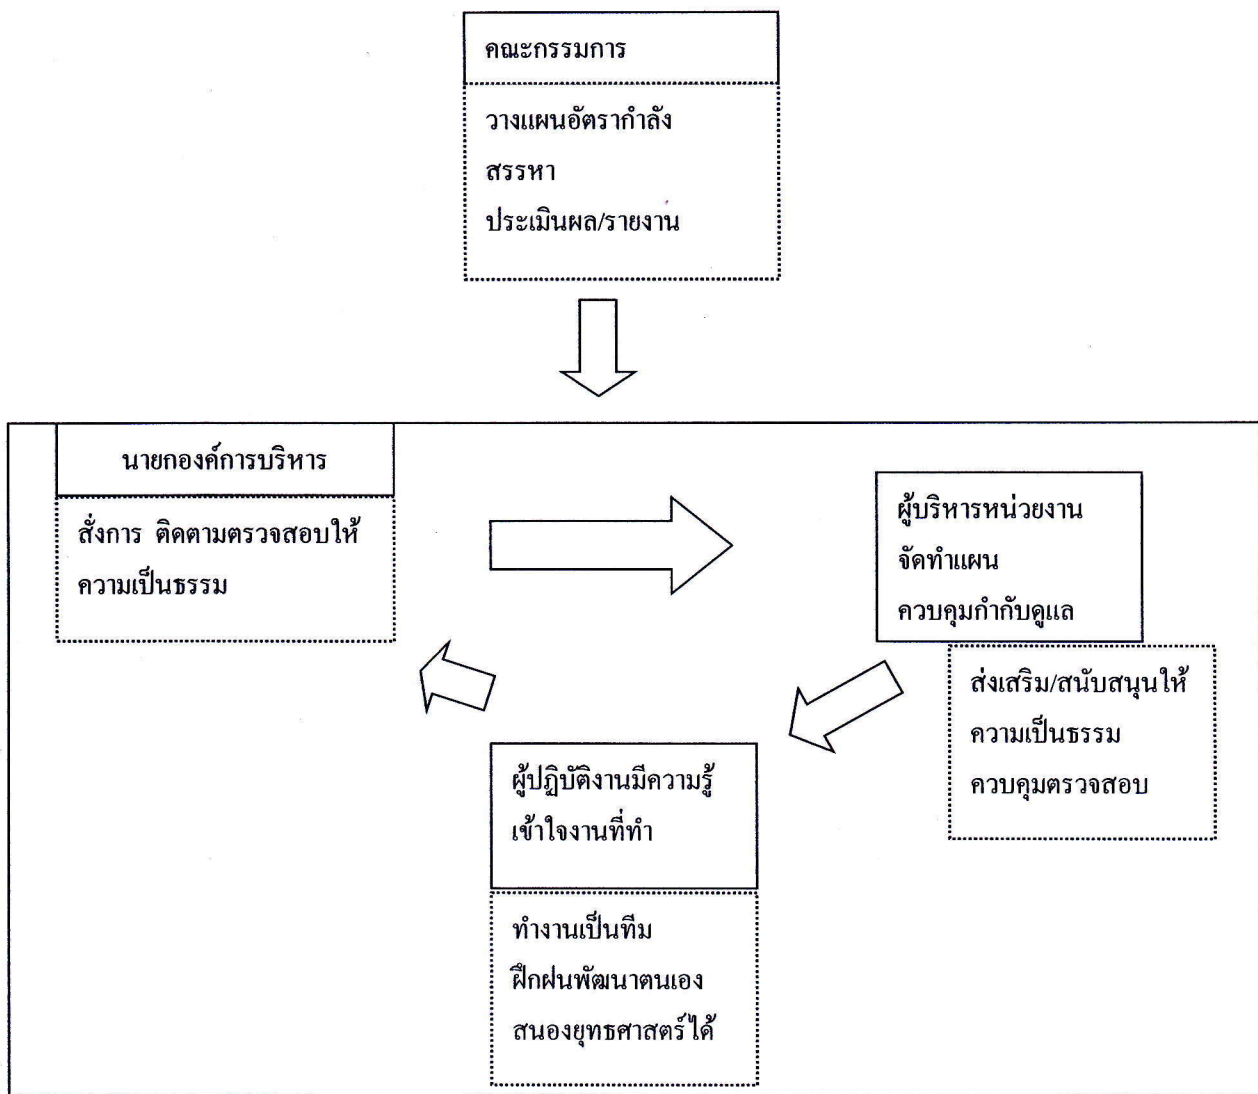 คณะกรรมการ
วางแผนอัตรากำลัง
สรรหา
ประเมินผล/รายงาน
นายกองค์การบริหาร
สั่งการ ติดตามตรวจสอบให้
ความเป็นธรรม
ผู้บริหารหน่วยงาน
จัดทำแผน
ควบคุมกำกับดูแล
ส่งเสริม/สนับสนุนให้
ความเป็นธรรม
ควบคุมตรวจสอบ
ผู้ปฏิบัติงานมีความรู้
เข้าใจงานที่ทำ
ทำงานเป็นทีม
ฝึกฝนพัฒนาตนเอง
สนองยุทธศาสตร์ได้